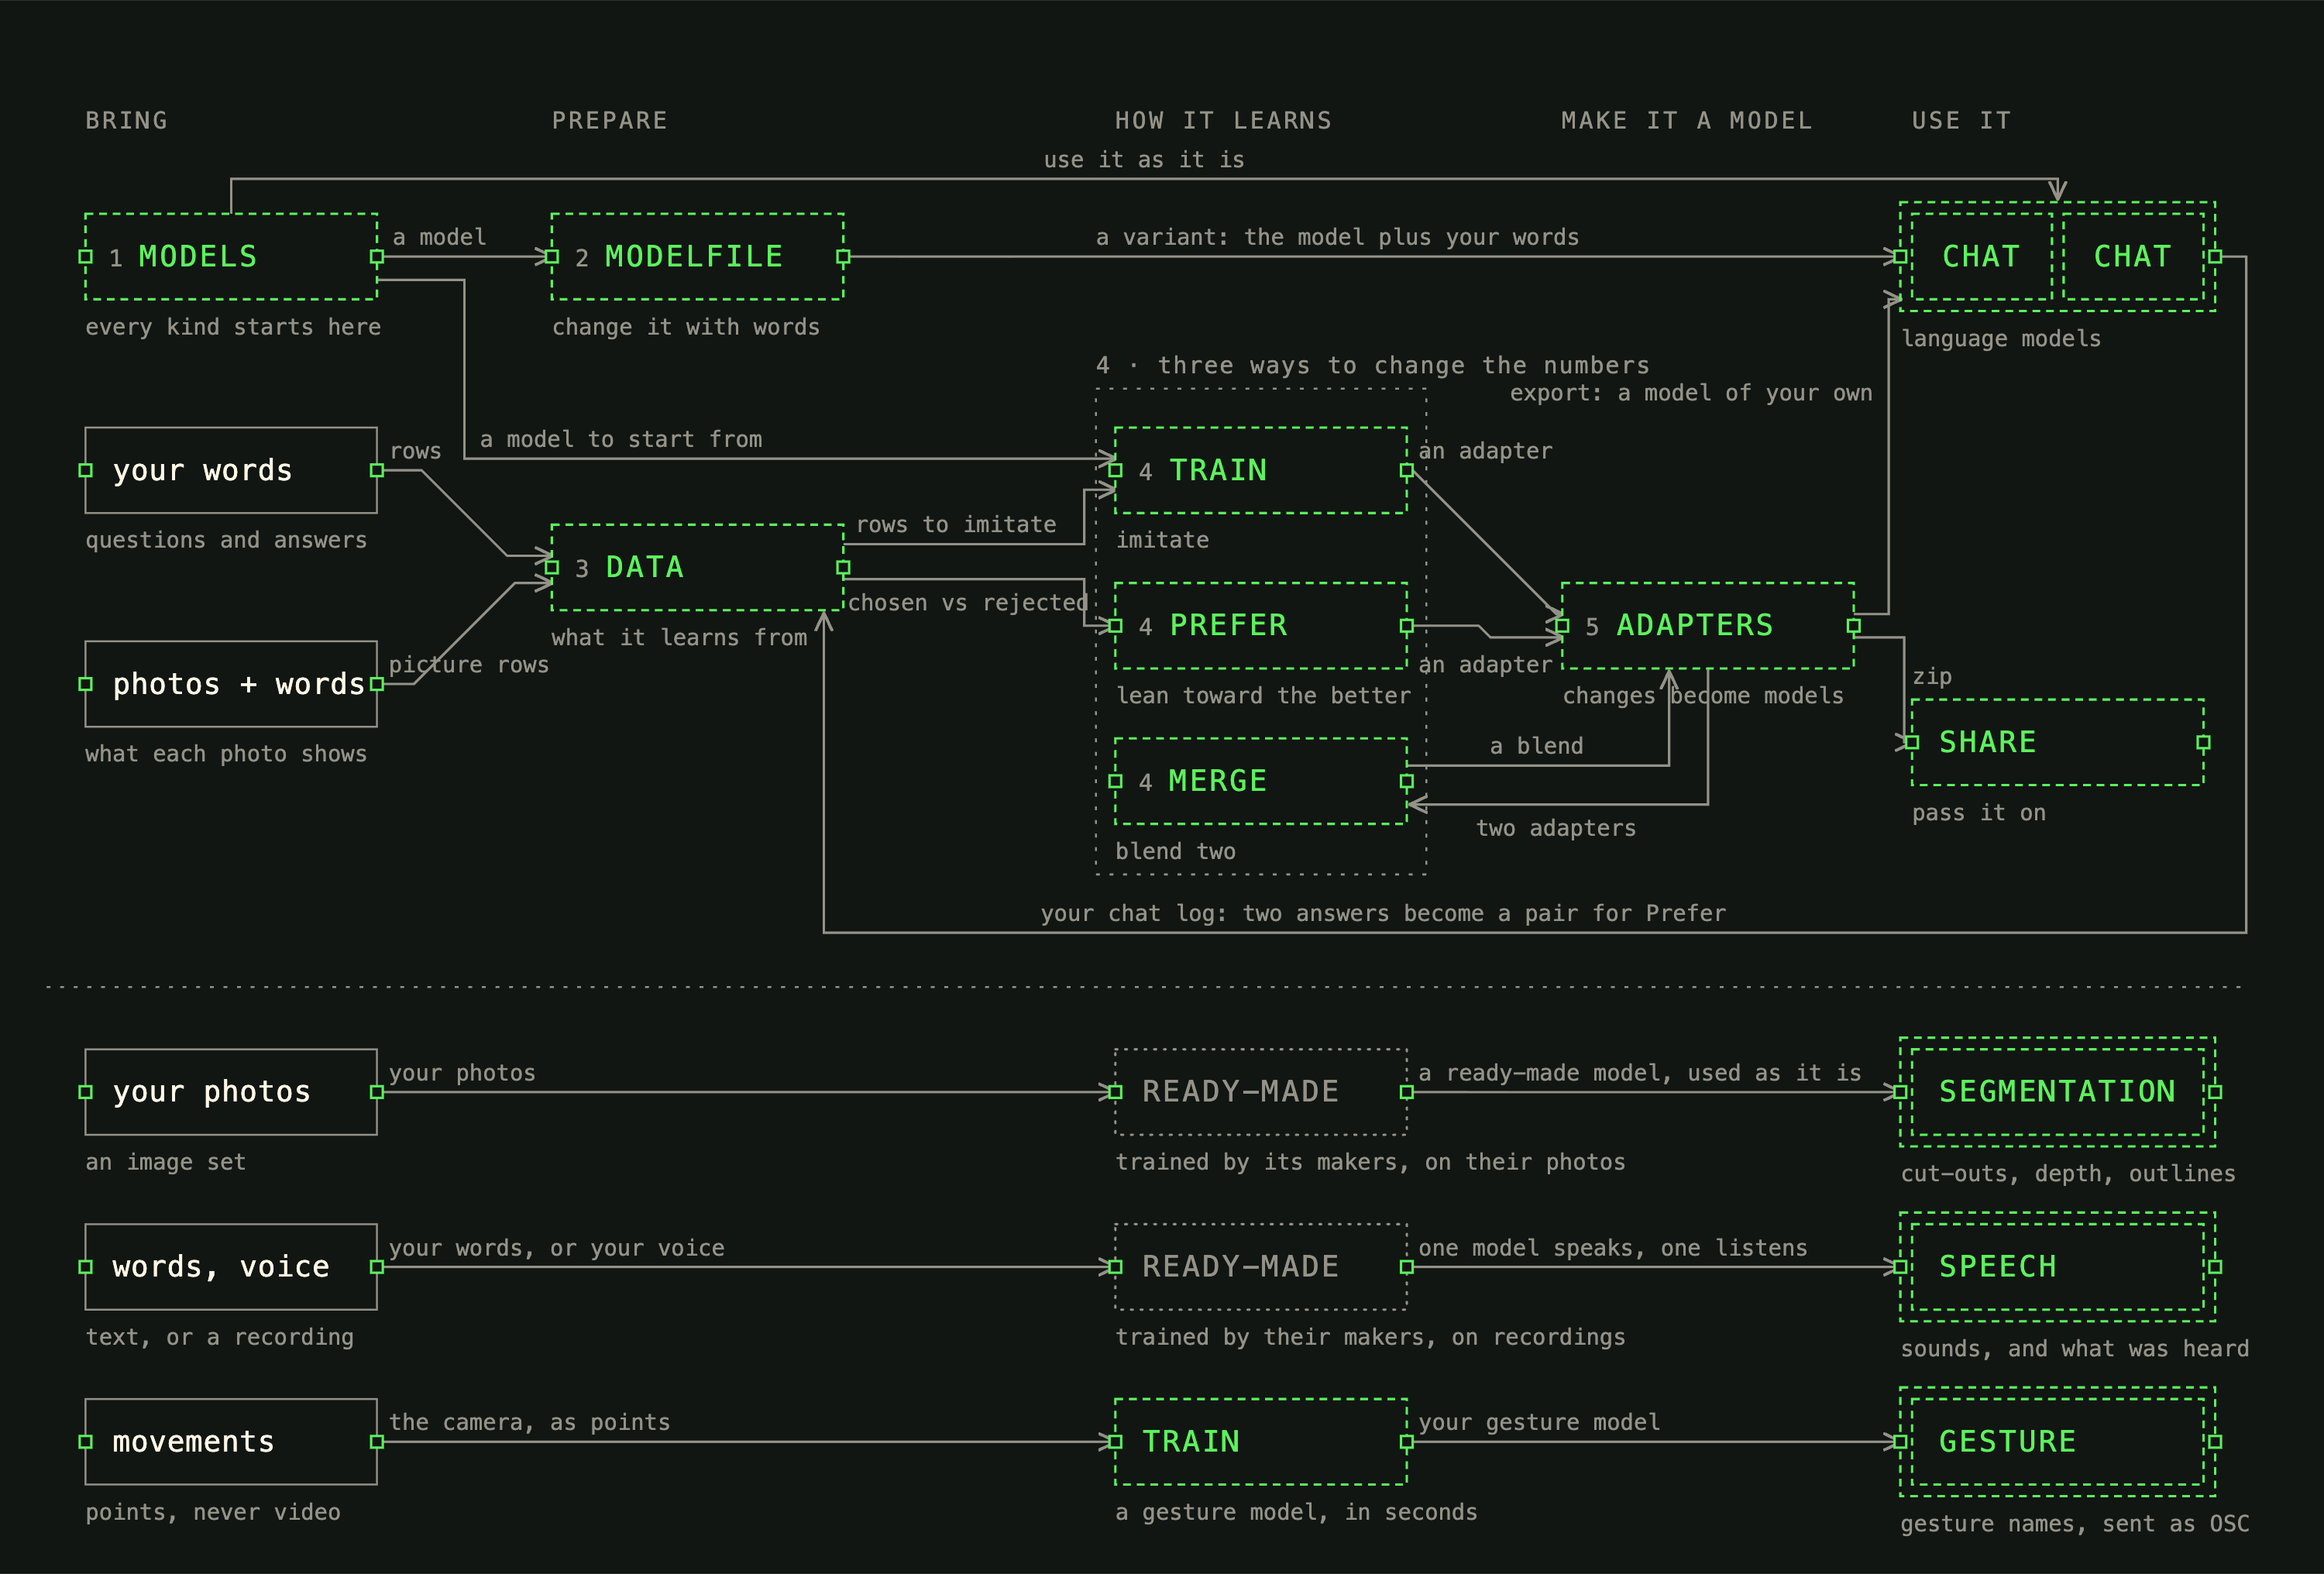 BRING
PREPARE
HOW IT LEARNS
MAKE IT A MODEL
USE IT
use it as it is
1 MODELS
a model
2 MODELFILE
a variant: the model plus your words
CHAT
CHAT
every kind starts here
change it with words
language models
4 · three ways to change the numbers
export: a model of your own
your words
rows
a model to start from
4 TRAIN
an adapter
questions and answers
rows to imitate
imitate
3 DATA
chosen vs rejected
what it learns from
4 PREFER
an adapter
5 ADAPTERS
photos + words
picture rows
lean toward the better
changes become models
zip
what each photo shows
a blend
4 MERGE
SHARE
two adapters
pass it on
blend two
your chat log: two answers become a pair for Prefer
your photos
your photos
READY–MADE
a ready–made model, used as it is
SEGMENTATION
an image set
trained by its makers, on their photos
cut–outs, depth, outlines
words, voice
your words, or your voice
READY–MADE
one model speaks, one listens
SPEECH
text, or a recording
trained by their makers, on recordings
sounds, and what was heard
movements
the camera, as points
TRAIN
your gesture model
GESTURE
points, never video
a gesture model, in seconds
gesture names, sent as OSC